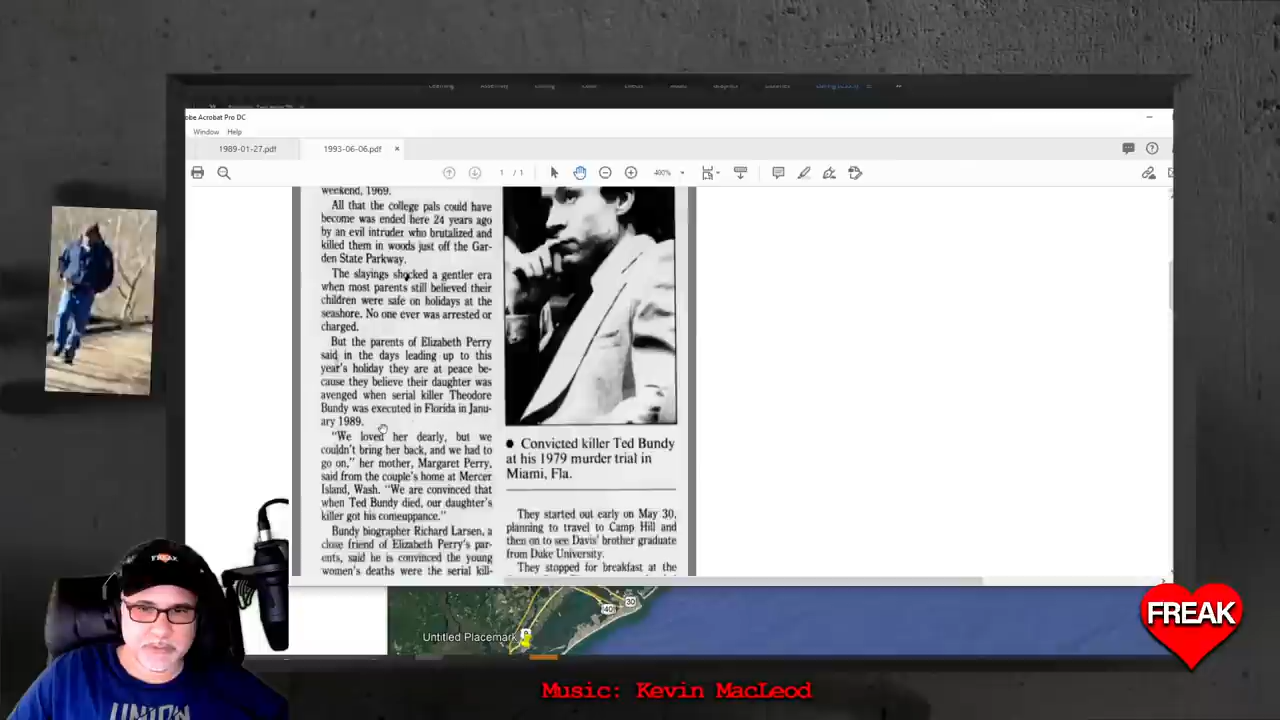 obe Acrobat Pro DC
Window Help
1989-01-27.pdf
1993-06-06.pdf
1 / 1
400%
weekend, 1969.
All that the college pals could have
become was ended here 24 years ago
by an evil intruder who brutalized and
killed them in woods just off the Gar-
den State Parkway.
The slayings shocked a gentler era
when most parents still believed their
children were safe on holidays at the
seashore. No one ever was arrested or
charged.
But the parents of Elizabeth Perry
said in the days leading up to this
year's holiday they are at peace be-
cause they believe their daughter was
avenged when serial killer Theodore
Bundy was executed in Florida in Janu-
ary 1989.
"We loved her dearly, but we
couldn't bring her back, and we had to
go on," her mother, Margaret Perry,
said from the couple's home at Mercer
Island, Wash. "We are convinced that
when Ted Bundy died, our daughter's
killer got his comeuppance."
Bundy biographer Richard Larsen, a
close friend of Elizabeth Perry's par-
ents, said he is convinced the young
women's deaths were the serial kill-
● Convicted killer Ted Bundy
at his 1979 murder trial in
Miami, Fla.
They started out early on May 30,
planning to travel to Camp Hill and
then on to see Davis' brother graduate
from Duke University.
They stopped for breakfast at the
Untitled Placemark
30
FREAK
FREAK
UNION
Music: Kevin MacLeod